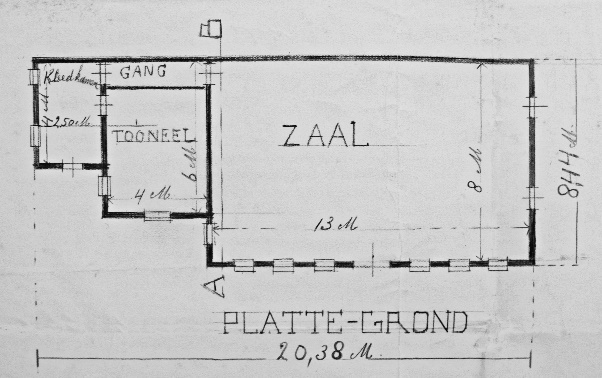 B
Kleedkamer
GANG
4 M
2,50 M
TOONEEL
ZAAL
6 M
8 M
8,44 M
4 M
13 M
A
PLATTE-GROND
20,38 M.